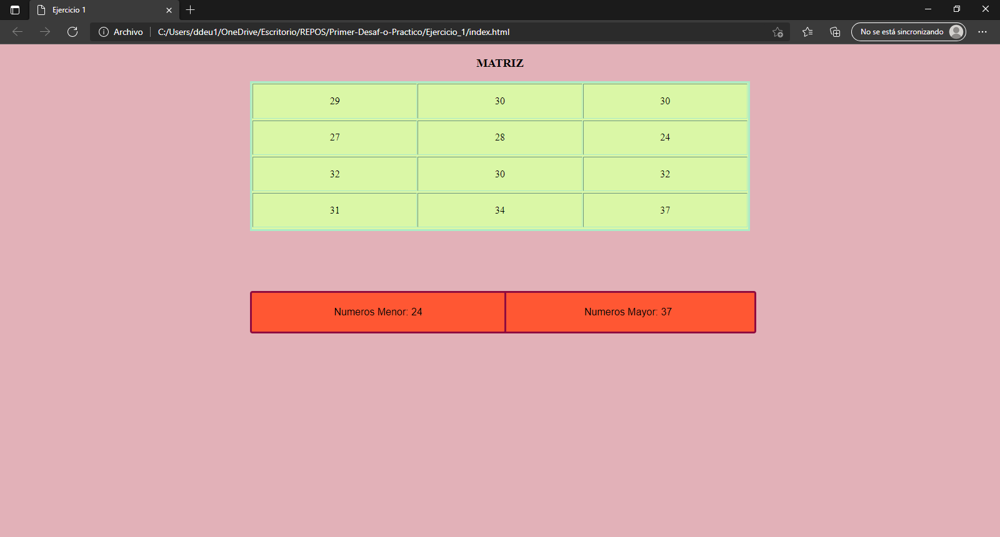 Ejercicio 1
Archivo C:/Users/ddeu1/OneDrive/Escritorio/REPOS/Primer-Desaf-o-Practico/Ejercicio_1/index.html No se está sincronizando
MATRIZ
29 30 30
27 28 24
32 30 32
31 34 37
Numeros Menor: 24 Numeros Mayor: 37